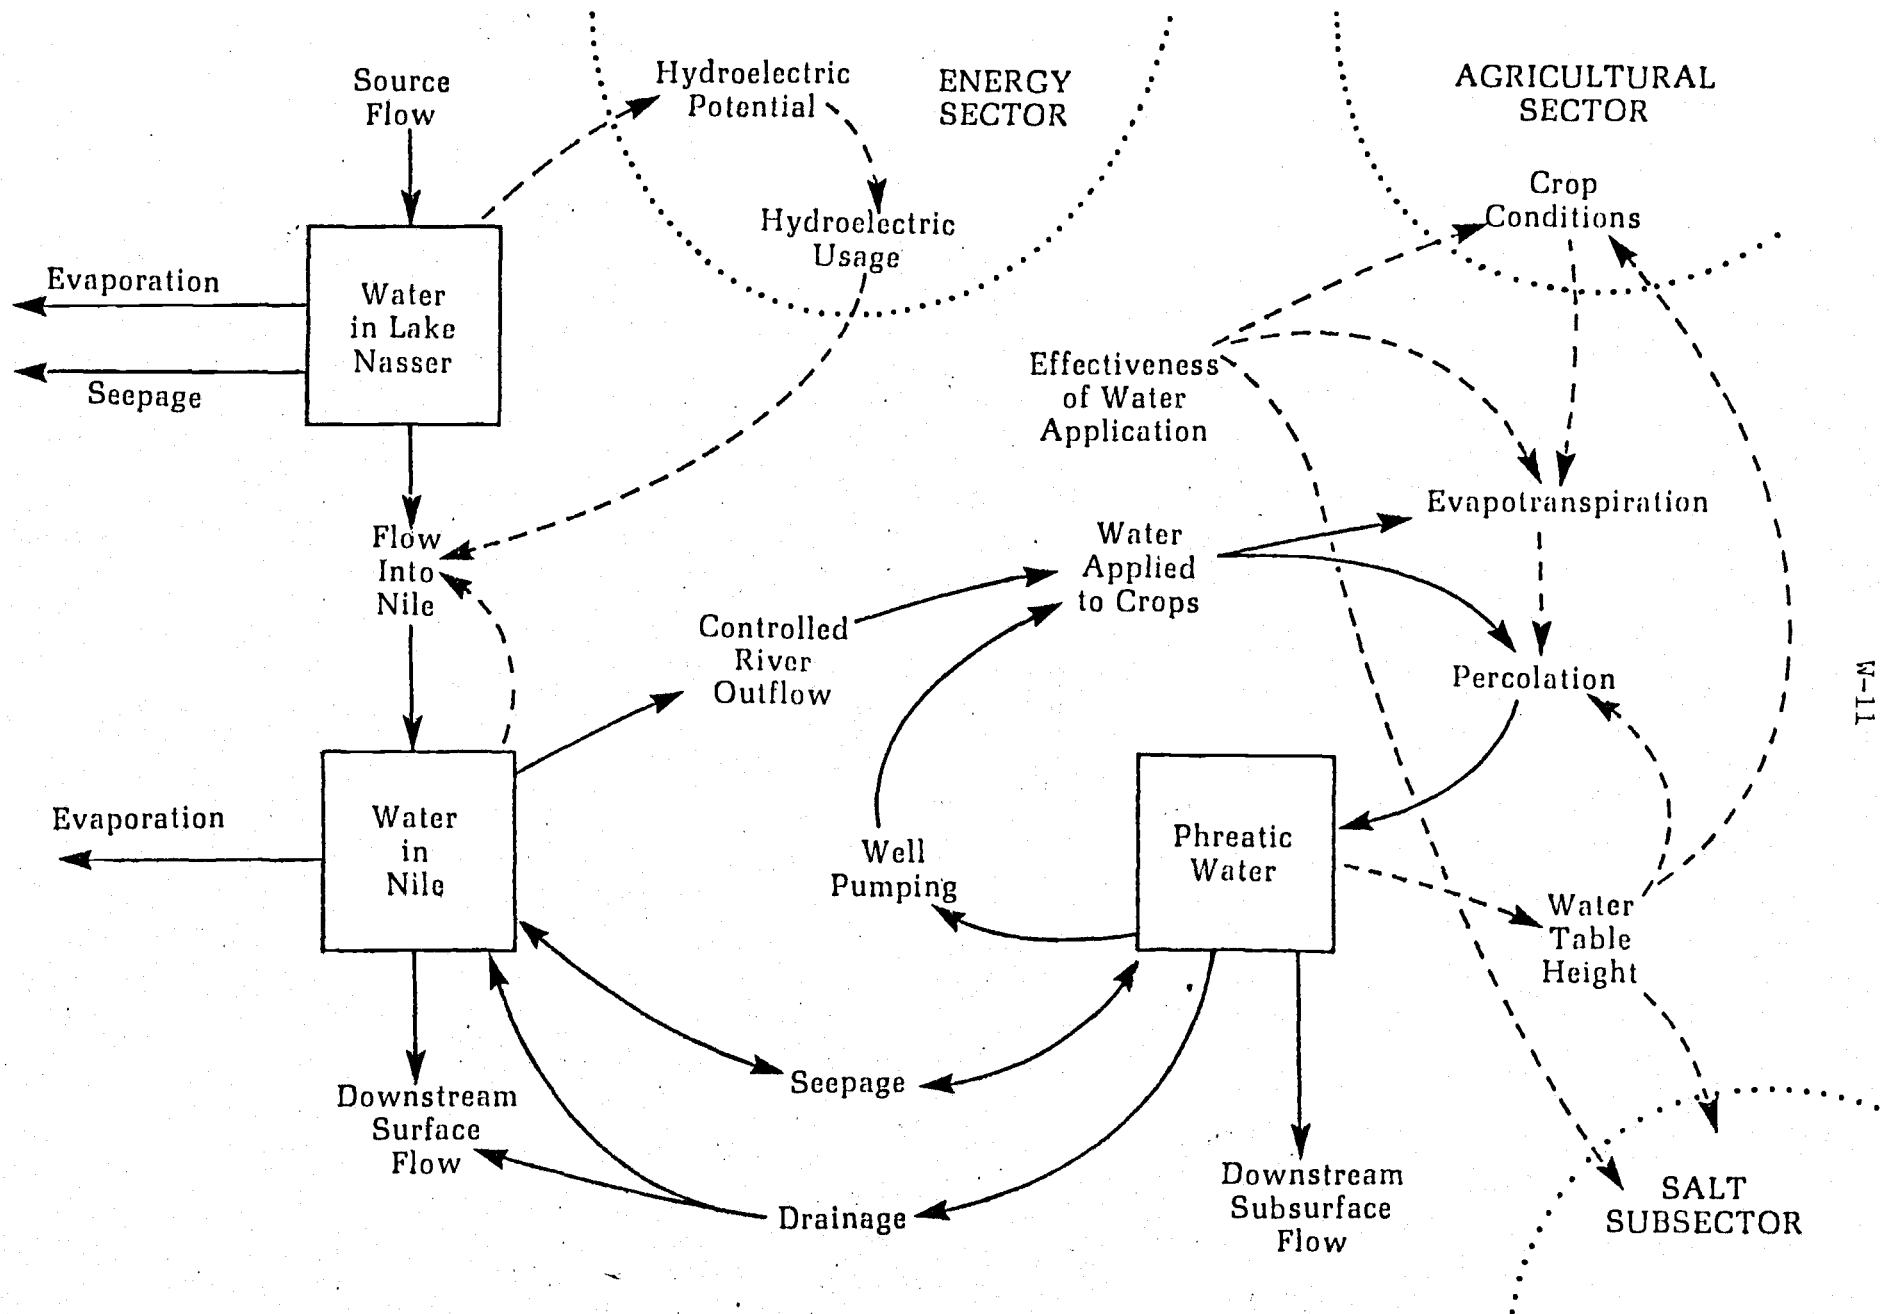 Source
Flow
Hydroelectric
Potential
ENERGY
SECTOR
AGRICULTURAL
SECTOR
Crop
Conditions
Hydroelectric
Usage
Evaporation
Water
in Lake
Nasser
Seepage
Effectiveness
of Water
Application
Evapotranspiration
Flow
Into
Nile
Water
Applied
to Crops
Controlled
River
Outflow
Percolation
W-11
Evaporation
Water
in
Nile
Well
Pumping
Phreatic
Water
Water
Table
Height
Downstream
Surface
Flow
Seepage
Drainage
Downstream
Subsurface
Flow
SALT
SUBSECTOR